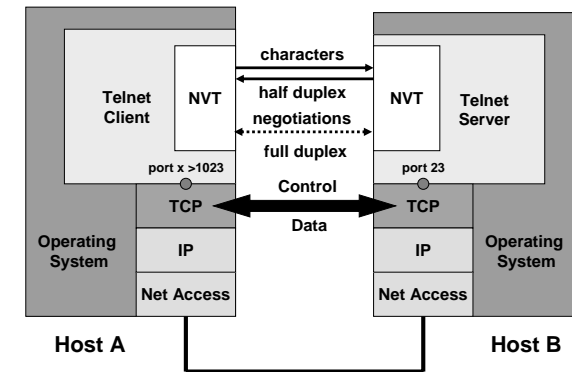 characters
half duplex
negotiations
full duplex
Telnet
Client
NVT
NVT
Telnet
Server
port x >1023
port 23
Control
Data
TCP
TCP
Operating
System
IP
IP
Operating
System
Net Access
Net Access
Host A
Host B